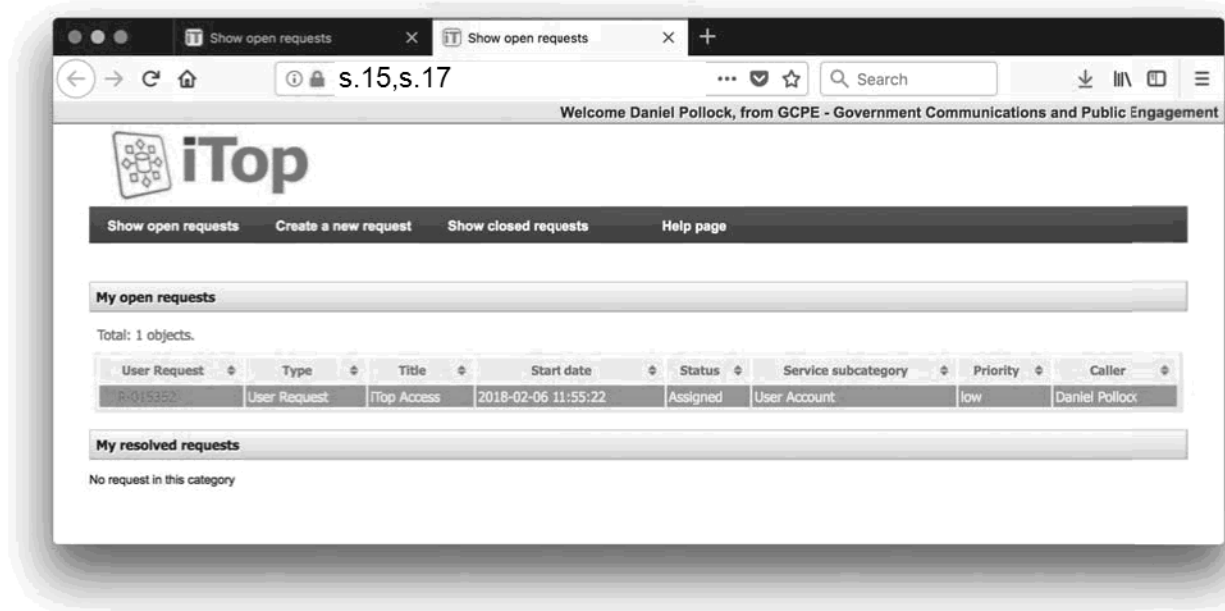 Show open requests
Show open requests
s.15,s.17
Search
Welcome Daniel Pollock, from GCPE - Government Communications and Public Engagement
iTop
Show open requests Create a new request Show closed requests Help page
My open requests
Total: 1 objects.
User Request Type Title Start date Status Service subcategory Priority Caller
R-015352 User Request iTop Access 2018-02-06 11:55:22 Assigned User Account low Daniel Pollock
My resolved requests
No request in this category